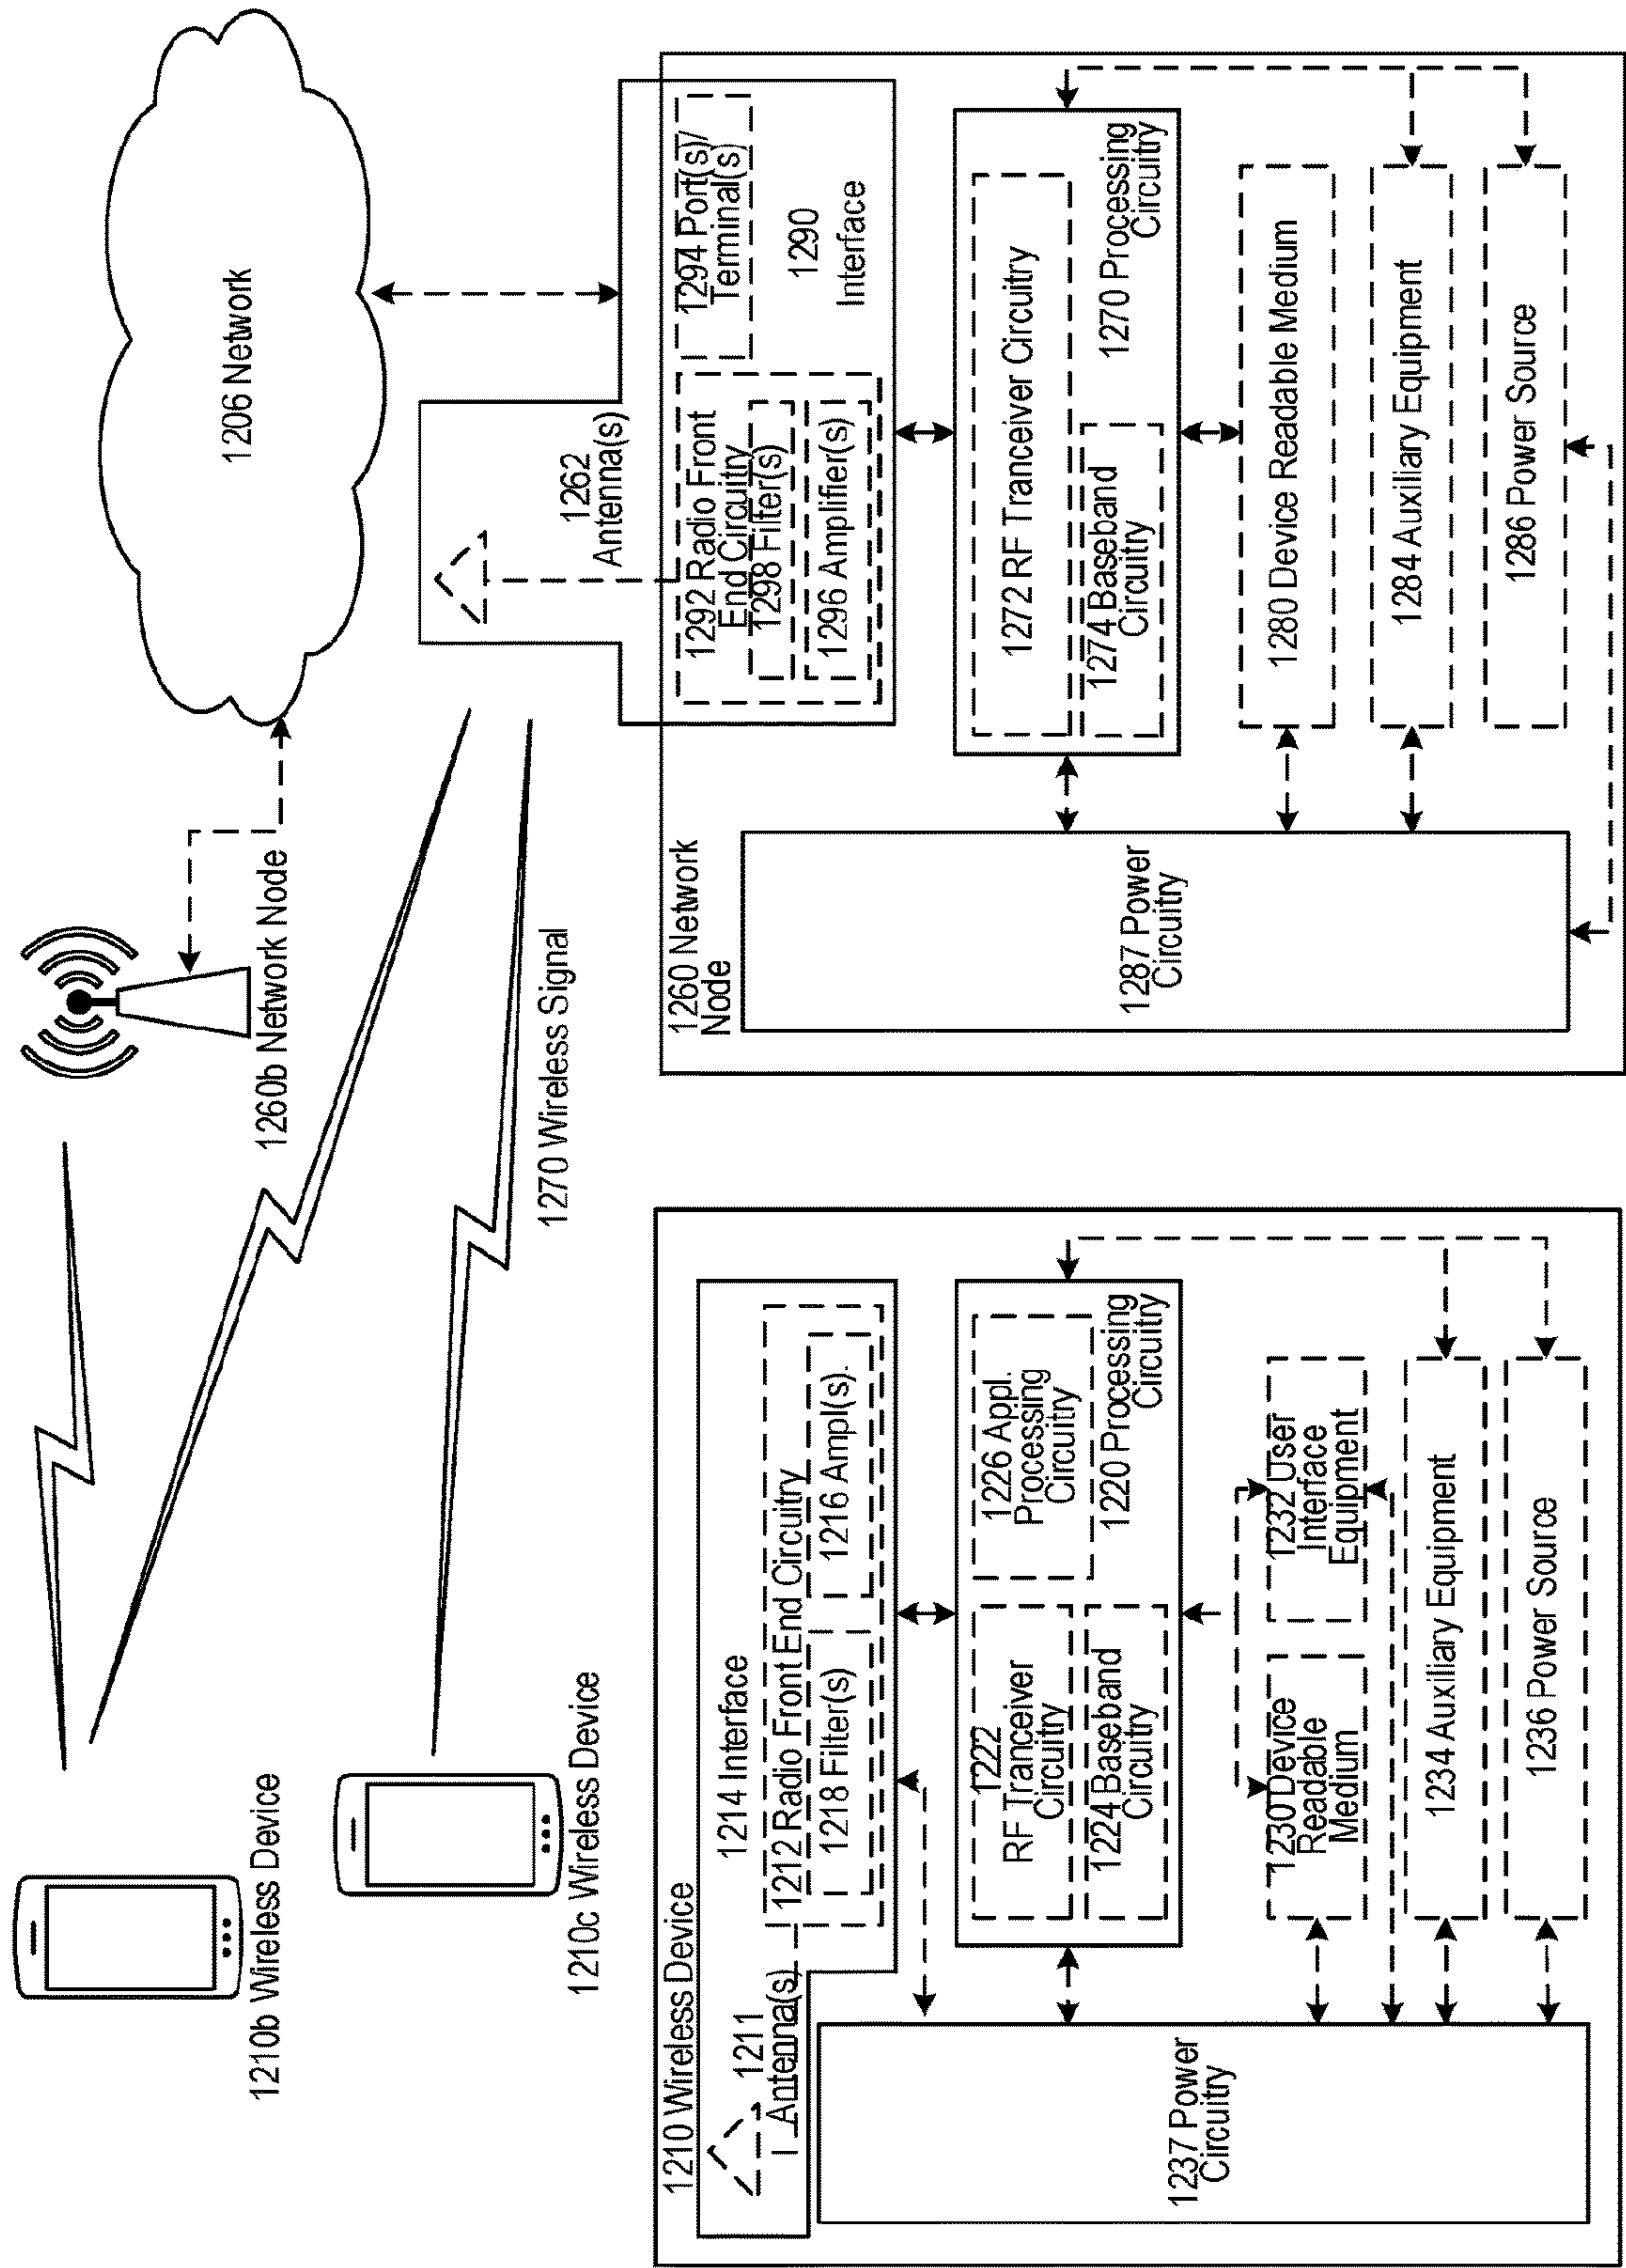 1206 Network
1260b Network Node
1210b Wireless Device
1210c Wireless Device
1270 Wireless Signal
1262
Antenna(s)
1210 Wireless Device
1211
Antenna(s)
1214 Interface
1212 Radio Front End Circuitry
1218 Filter(s)
1216 Ampl(s).
1222
RF Tranceiver
Circuitry
1224 Baseband
Circuitry
1226 Appl.
Processing
Circuitry
1220 Processing
Circuitry
1237 Power
Circuitry
1230 Device
Readable
Medium
1232 User
Interface
Equipment
1234 Auxiliary Equipment
1236 Power Source
1260 Network
Node
1292 Radio Front
End Circuitry
1298 Filter(s)
1296 Amplifier(s)
1294 Port(s)/
Terminal(s)
1290
Interface
1272 RF Tranceiver Circuitry
1274 Baseband
Circuitry
1270 Processing
Circuitry
1287 Power
Circuitry
1280 Device Readable Medium
1284 Auxiliary Equipment
1286 Power Source